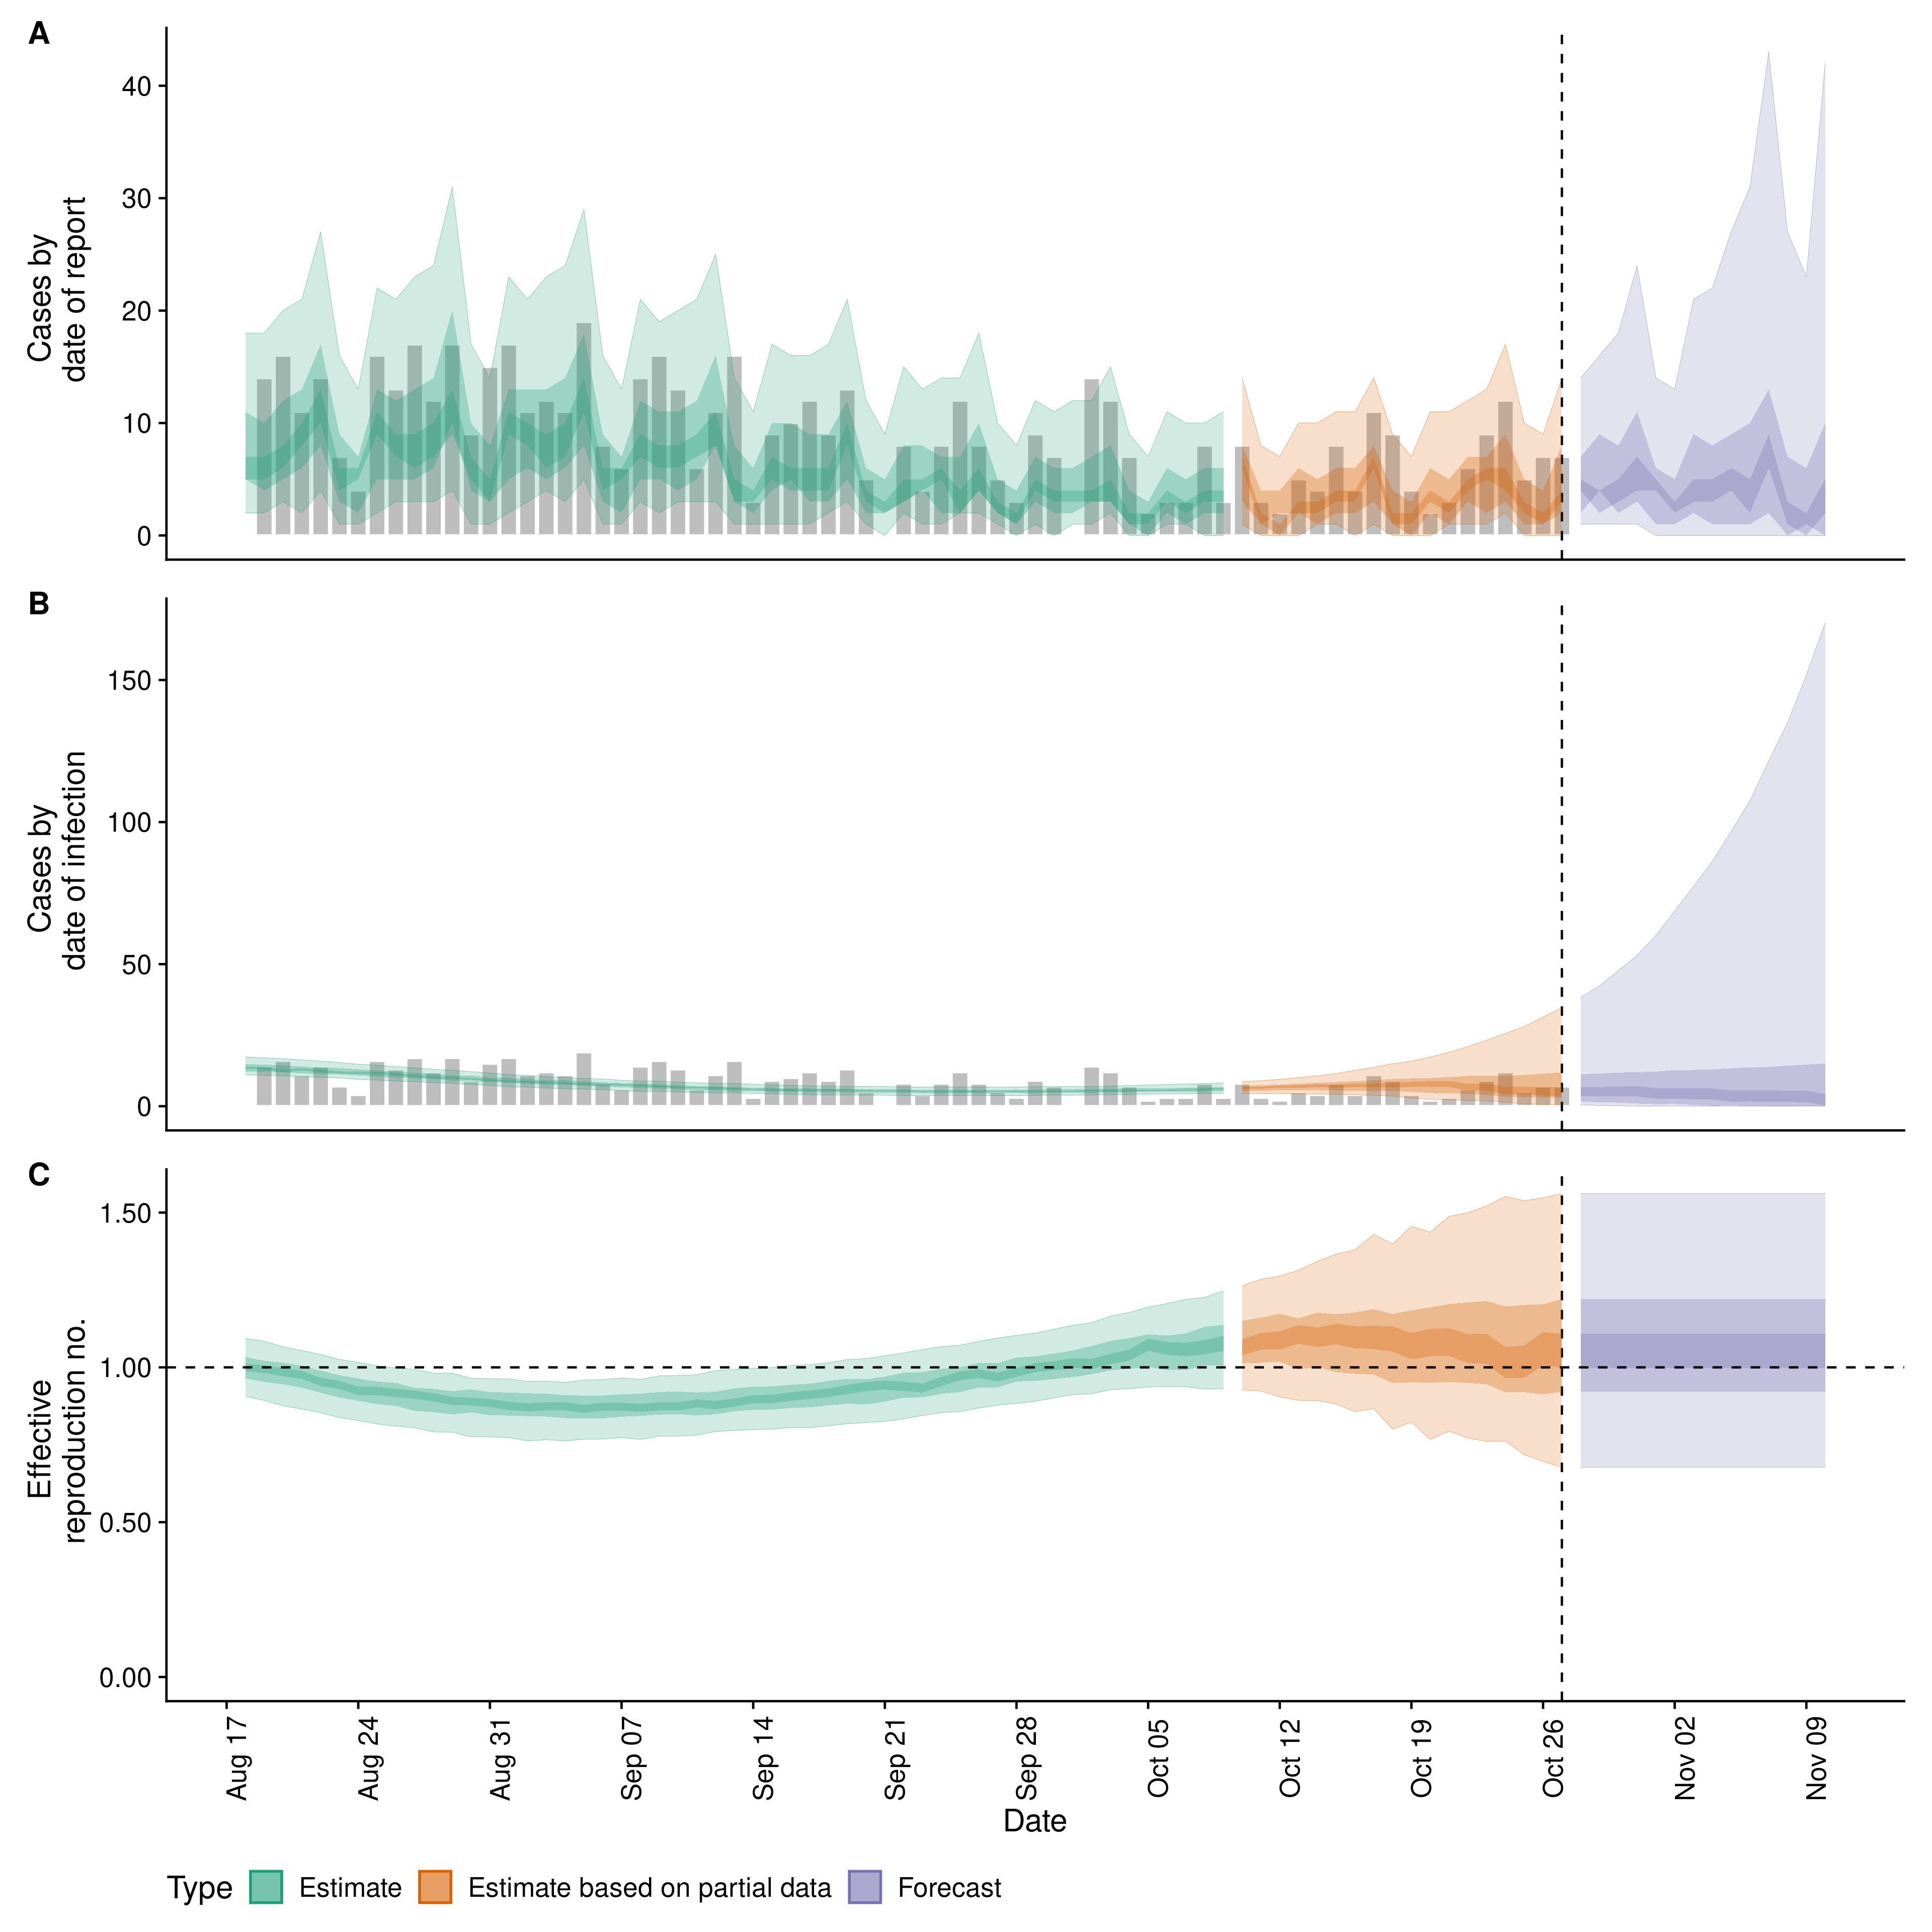 A
Cases by
date of report
40
30
20
10
0
B
Cases by
date of infection
150
100
50
0
C
Effective
reproduction no.
1.50
1.00
0.50
0.00
Aug 17
Aug 24
Aug 31
Sep 07
Sep 14
Sep 21
Sep 28
Oct 05
Oct 12
Oct 19
Oct 26
Nov 02
Nov 09
Date
Type Estimate Estimate based on partial data Forecast